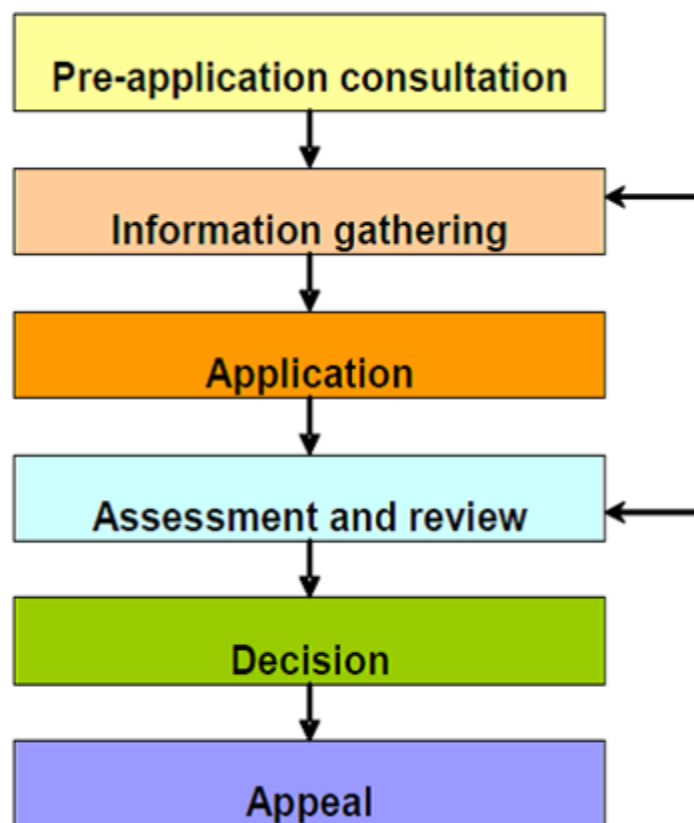 Pre-application consultation
Information gathering
Application
Assessment and review
Decision
Appeal